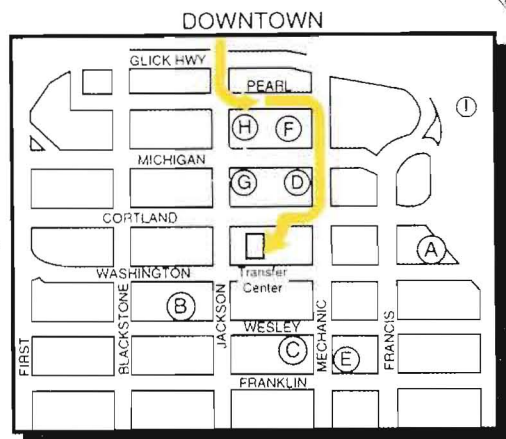 DOWNTOWN
GLICK HWY
PEARL
H
F
I
MICHIGAN
G
D
CORTLAND
A
WASHINGTON
Transfer
Center
B
FIRST
BLACKSTONE
JACKSON
MECHANIC
FRANCIS
WESLEY
C
E
FRANKLIN